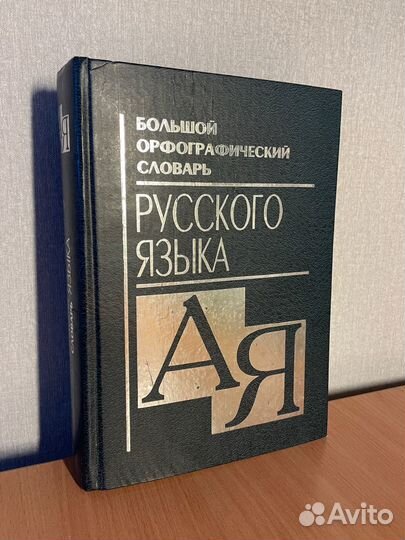 БОЛЬШОЙ
ОРФОГРАФИЧЕСКИЙ
СЛОВАРЬ
РУССКОГО
ЯЗЫКА
А
Я
Я
СЛОВАРЬ ЯЗЫКА
Avito